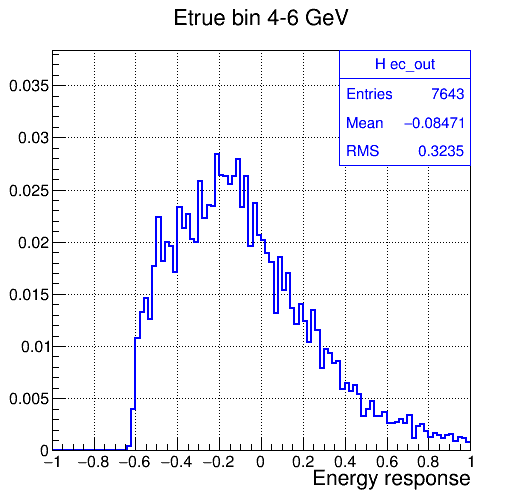 Etrue bin 4-6 GeV
H ec_out
Entries 7643
Mean −0.08471
RMS 0.3235
0.035
0.03
0.025
0.02
0.015
0.01
0.005
0
−1 −0.8 −0.6 −0.4 −0.2 0 0.2 0.4 0.6 0.8 1
Energy response